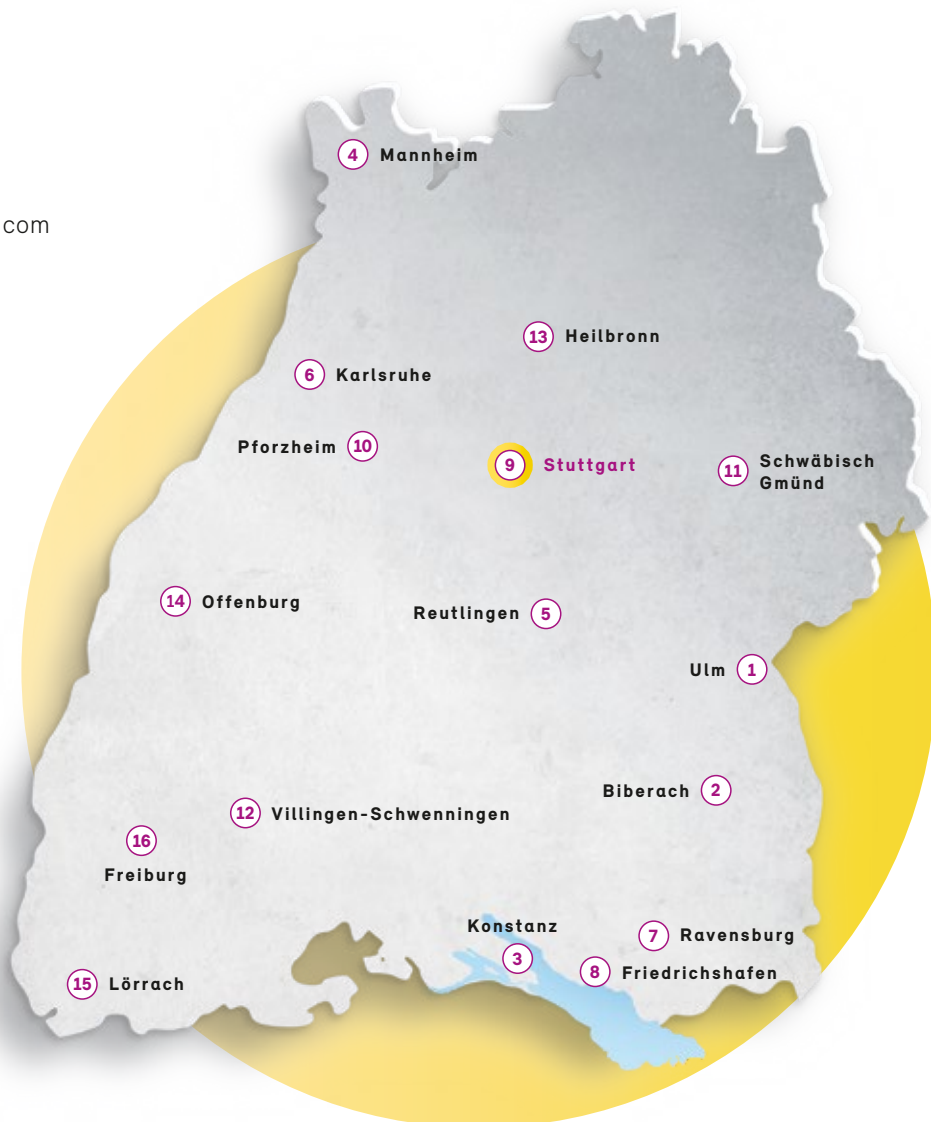 4 Mannheim
com
13 Heilbronn
6 Karlsruhe
Pforzheim 10
9 Stuttgart
11 Schwäbisch
Gmünd
14 Offenburg
Reutlingen 5
Ulm 1
Biberach 2
12 Villingen-Schwenningen
16
Freiburg
Konstanz
3
7 Ravensburg
8 Friedrichshafen
15 Lörrach